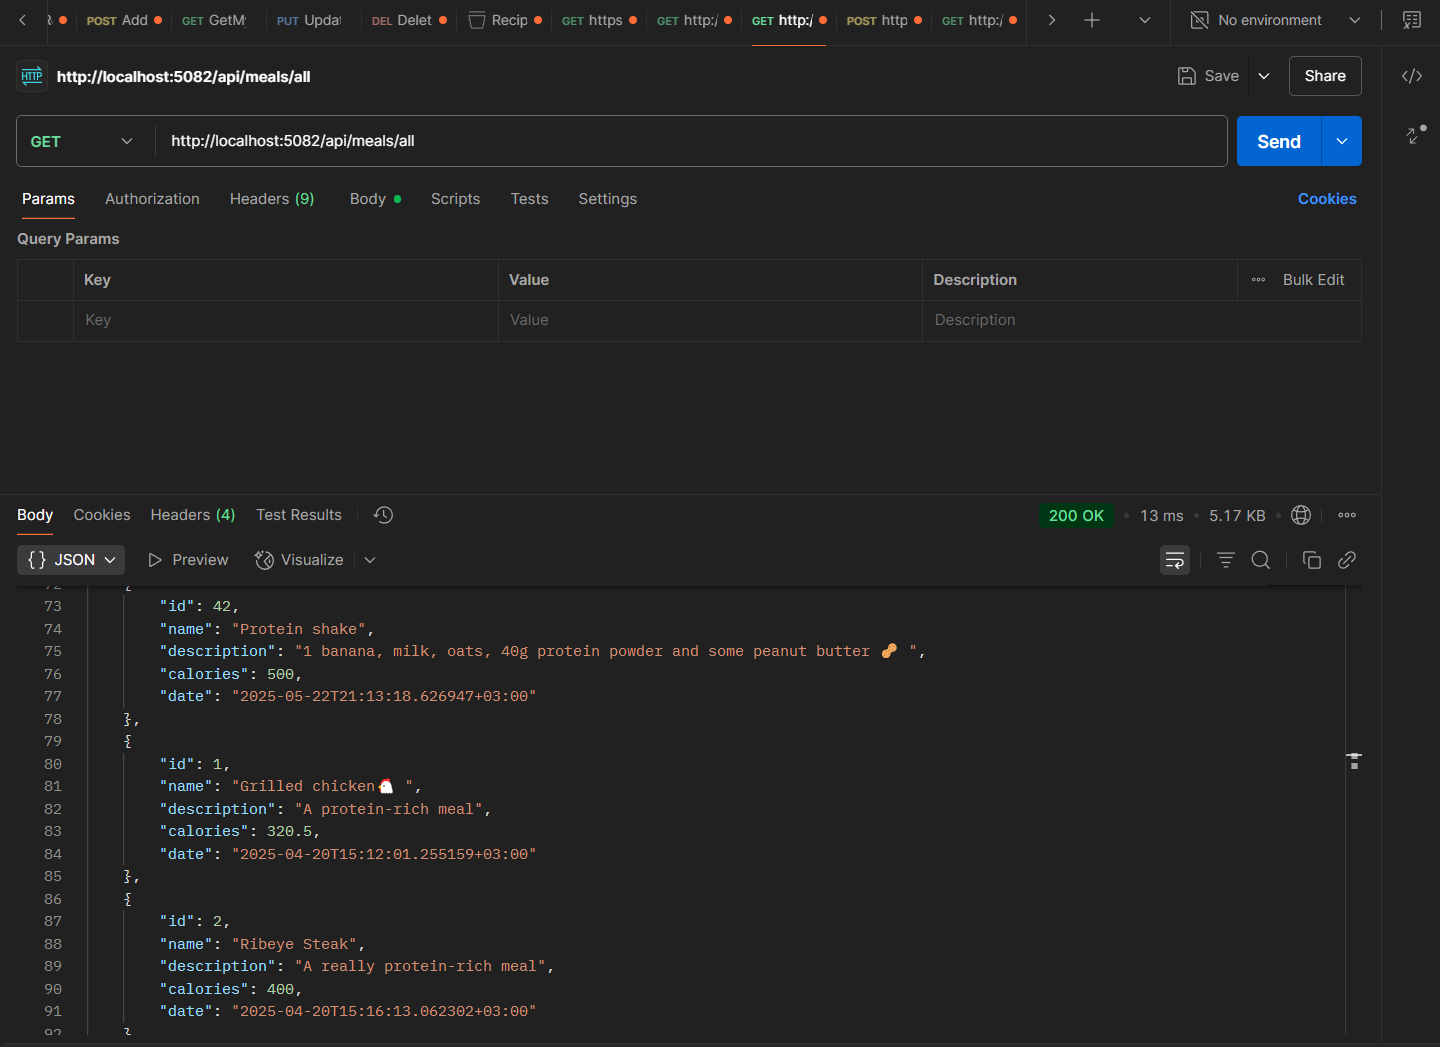 POST Add
GET GetMy
PUT Updat
DEL Delet
Recip
GET https
GET http:/
GET http:/
POST http
GET http:/
No environment
HTTP http://localhost:5082/api/meals/all
Save
Share
GET http://localhost:5082/api/meals/all
Send
Params Authorization Headers (9) Body Scripts Tests Settings Cookies
Query Params
Key Value Description Bulk Edit
Key Value Description
Body Cookies Headers (4) Test Results 200 OK • 13 ms • 5.17 KB •
{} JSON Preview Visualize
72 {
73 "id": 42,
74 "name": "Protein shake",
75 "description": "1 banana, milk, oats, 40g protein powder and some peanut butter 🥜 ",
76 "calories": 500,
77 "date": "2025-05-22T21:13:18.626947+03:00"
78 },
79 {
80 "id": 1,
81 "name": "Grilled chicken🐔 ",
82 "description": "A protein-rich meal",
83 "calories": 320.5,
84 "date": "2025-04-20T15:12:01.255159+03:00"
85 },
86 {
87 "id": 2,
88 "name": "Ribeye Steak",
89 "description": "A really protein-rich meal",
90 "calories": 400,
91 "date": "2025-04-20T15:16:13.062302+03:00"
92 }